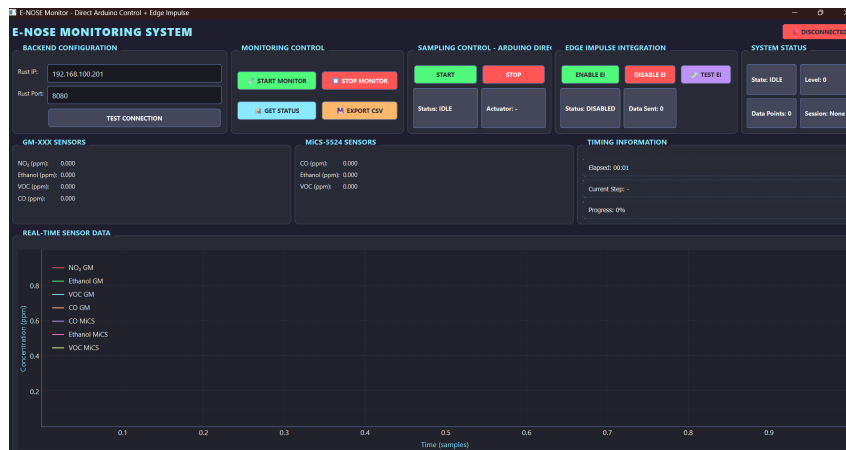 E-NOSE Monitor - Direct Arduino Control + Edge Impulse
E-NOSE MONITORING SYSTEM
DISCONNECTED
BACKEND CONFIGURATION
Rust IP: 192.168.100.201
Rust Port: 8080
TEST CONNECTION
MONITORING CONTROL
START MONITOR
STOP MONITOR
GET STATUS
EXPORT CSV
SAMPLING CONTROL - ARDUINO DIREC
START
STOP
Status: IDLE
Actuator: -
EDGE IMPULSE INTEGRATION
ENABLE EI
DISABLE EI
TEST EI
Status: DISABLED
Data Sent: 0
SYSTEM STATUS
State: IDLE
Level: 0
Data Points: 0
Session: None
GM-XXX SENSORS
NO₂ (ppm): 0.000
Ethanol (ppm): 0.000
VOC (ppm): 0.000
CO (ppm): 0.000
MiCS-5524 SENSORS
CO (ppm): 0.000
Ethanol (ppm): 0.000
VOC (ppm): 0.000
TIMING INFORMATION
Elapsed: 00:01
Current Step: -
Progress: 0%
REAL-TIME SENSOR DATA
NO₂ GM
Ethanol GM
VOC GM
CO GM
CO MiCS
Ethanol MiCS
VOC MiCS
Concentration (ppm)
0.8
0.6
0.4
0.2
0.1 0.2 0.3 0.4 0.5 0.6 0.7 0.8 0.9
Time (samples)